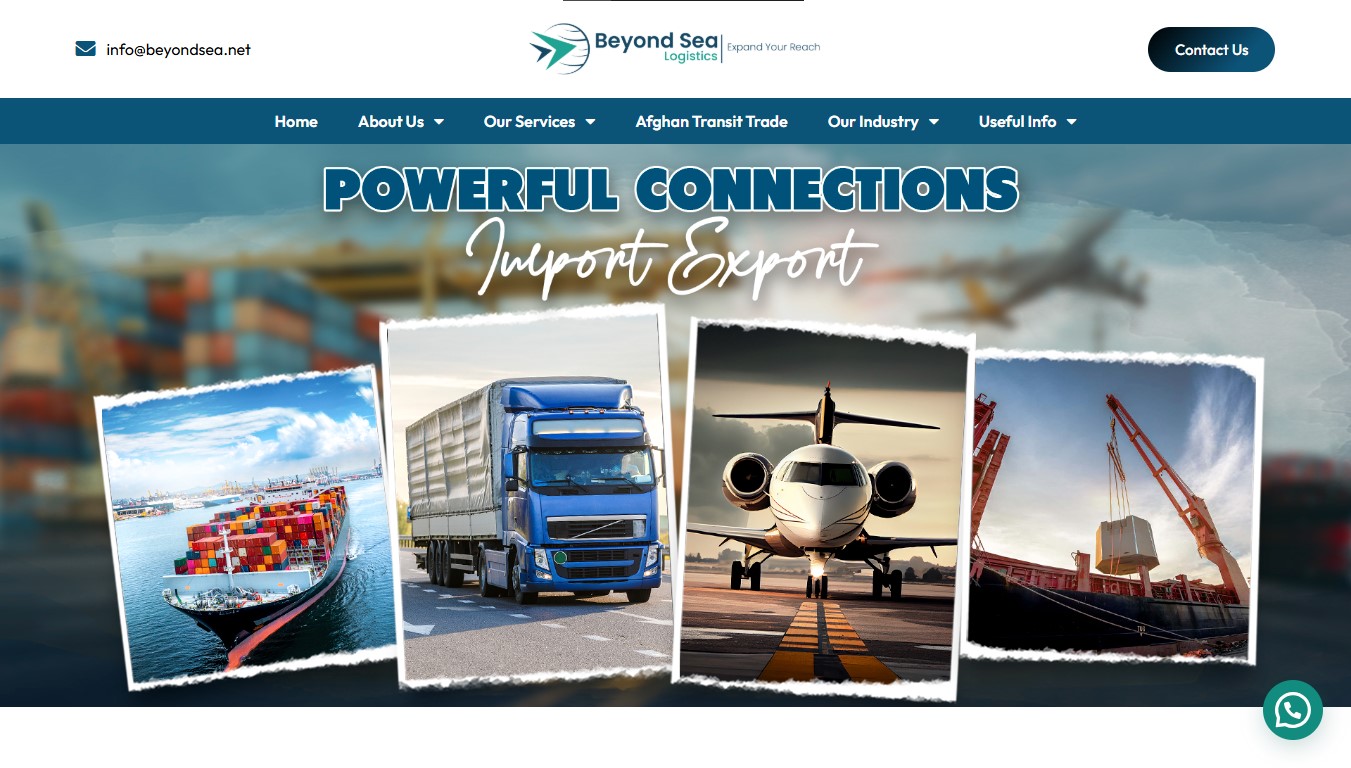 info@beyondsea.net
Beyond Sea
Logistics
Expand Your Reach
Contact Us
Home
About Us
Our Services
Afghan Transit Trade
Our Industry
Useful Info
POWERFUL CONNECTIONS
Import Export